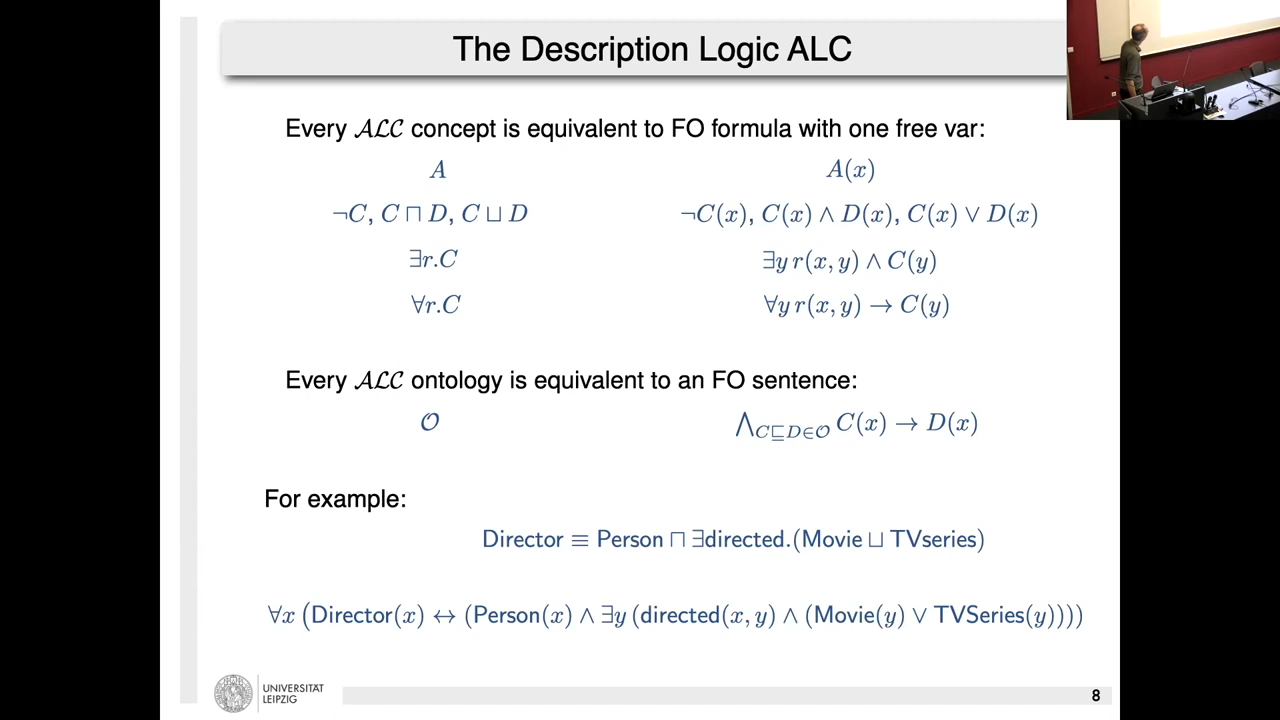 The Description Logic ALC
Every 𝒜ℒ𝒞 concept is equivalent to FO formula with one free var:
A A(x)
¬C, C ⊓ D, C ⊔ D ¬C(x), C(x) ∧ D(x), C(x) ∨ D(x)
∃r.C ∃y r(x, y) ∧ C(y)
∀r.C ∀y r(x, y) → C(y)
Every 𝒜ℒ𝒞 ontology is equivalent to an FO sentence:
𝒪 ⋀_{C⊑D∈𝒪} C(x) → D(x)
For example:
Director ≡ Person ⊓ ∃directed.(Movie ⊔ TVseries)
∀x (Director(x) ↔ (Person(x) ∧ ∃y (directed(x, y) ∧ (Movie(y) ∨ TVSeries(y))))
UNIVERSITÄT
LEIPZIG
8